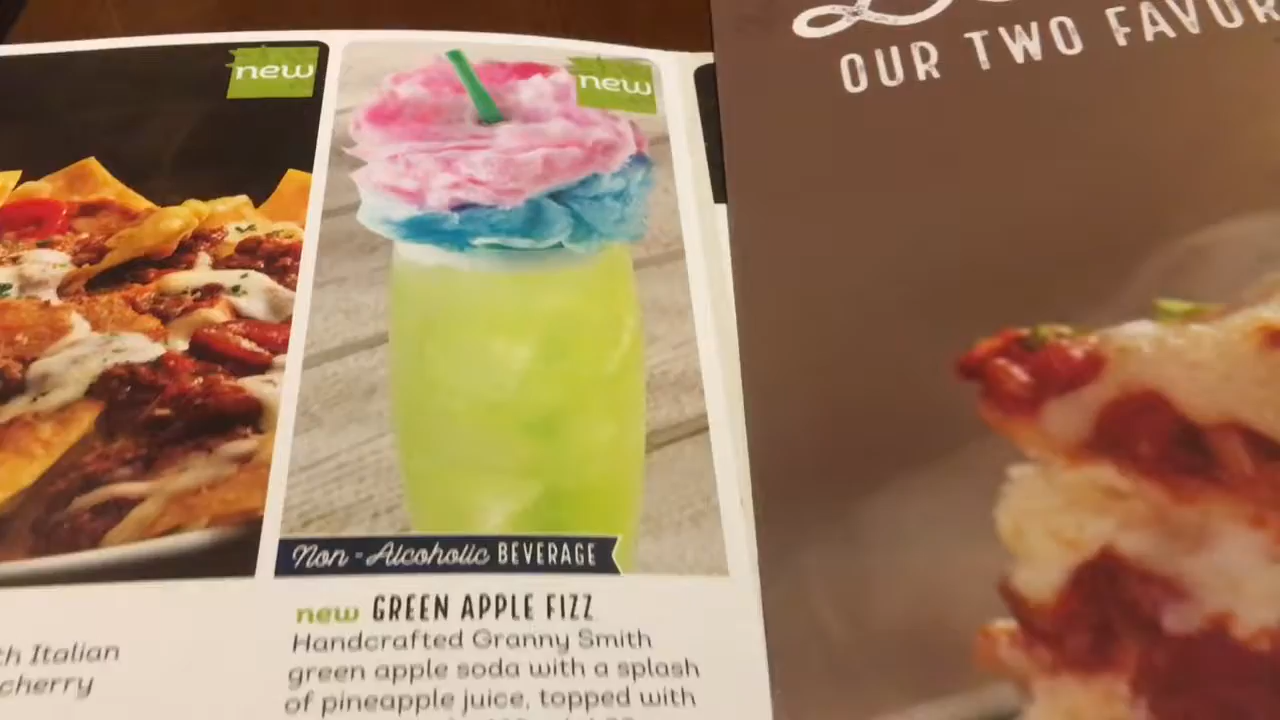 new
new
Non-Alcoholic BEVERAGE
new GREEN APPLE FIZZ
Handcrafted Granny Smith
green apple soda with a splash
of pineapple juice, topped with
Italian
cherry
OUR TWO